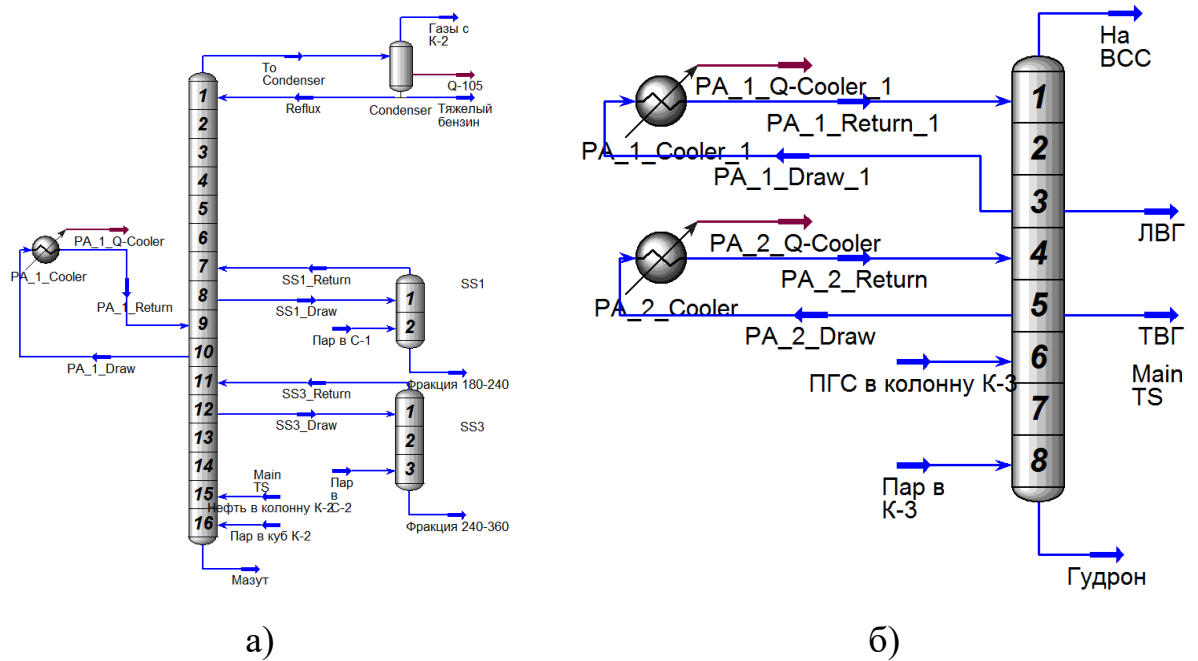 Газы с
К-2
To
Condenser
Q-105
Reflux
Condenser
Тяжелый
бензин
1
2
3
4
5
6
7
8
9
10
11
12
13
14
15
16
PA_1_Q-Cooler
PA_1_Cooler
PA_1_Return
PA_1_Draw
SS1_Return
SS1
SS1_Draw
1
2
Пар в С-1
Фракция 180-240
SS3_Return
SS3_Draw
SS3
1
2
3
Main
TS
Пар
в
С-2
Нефть в колонну К-2
Пар в куб К-2
Фракция 240-360
Мазут
а)
На
ВСС
PA_1_Q-Cooler_1
PA_1_Return_1
PA_1_Cooler_1
PA_1_Draw_1
ЛВГ
PA_2_Q-Cooler
PA_2_Return
PA_2_Cooler
PA_2_Draw
ТВГ
1
2
3
4
5
6
7
8
ПГС в колонну К-3
Main
TS
Пар в
К-3
Гудрон
б)